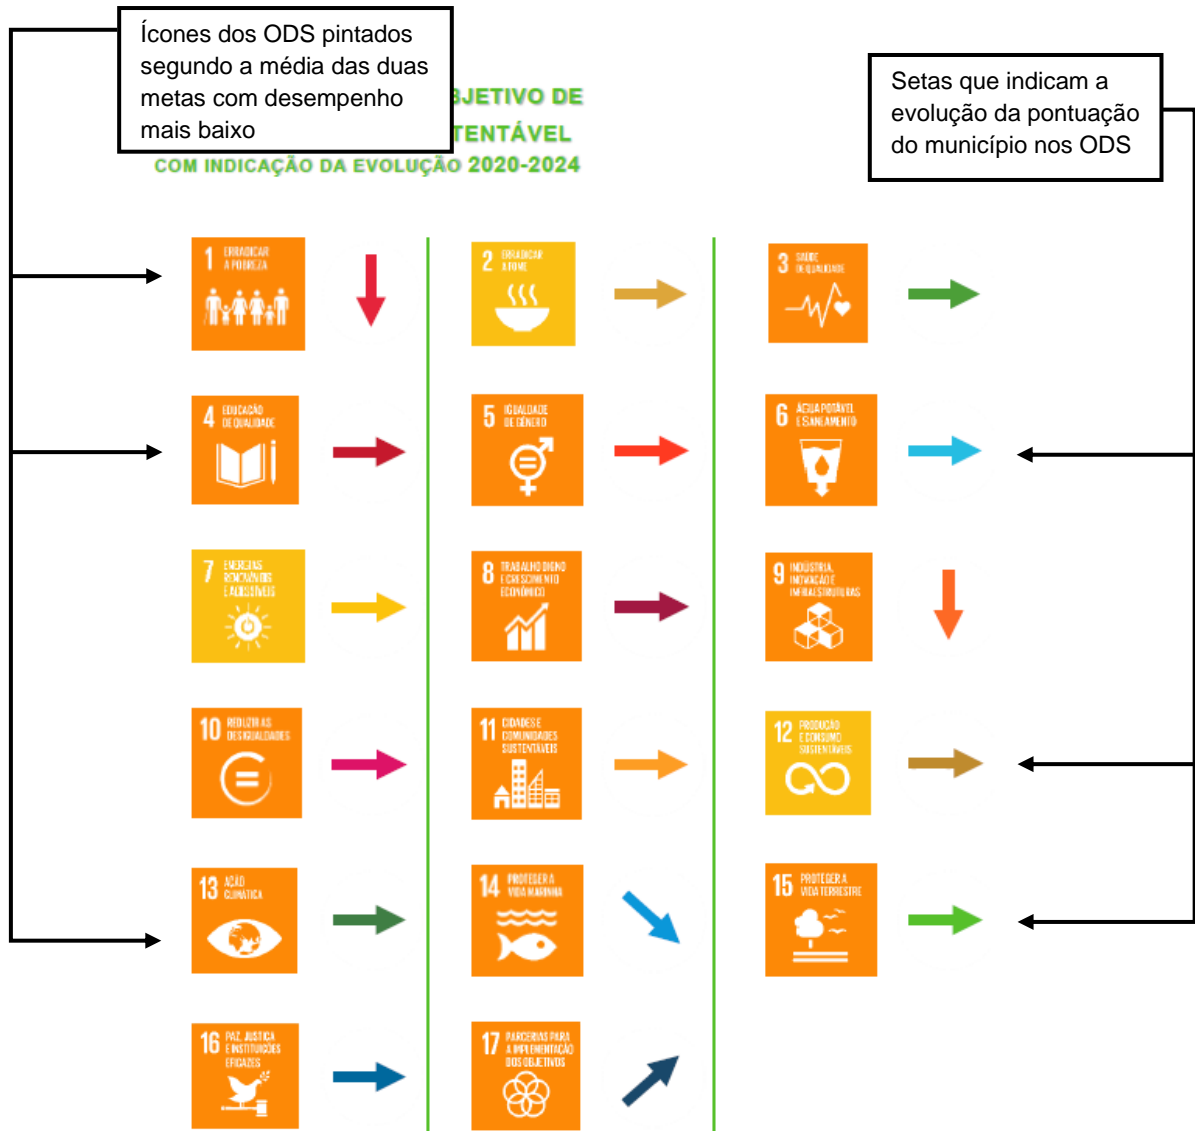 Ícones dos ODS pintados
segundo a média das duas
metas com desempenho
mais baixo
Setas que indicam a
evolução da pontuação
do município nos ODS
BJETIVO DE
TENTÁVEL
COM INDICAÇÃO DA EVOLUÇÃO 2020-2024
1 ERRADICAR
A POBREZA
2 ERRADICAR
A FOME
3 SAÚDE
DE QUALIDADE
4 EDUCAÇÃO
DE QUALIDADE
5 IGUALDADE
DE GÉNERO
6 ÁGUA POTÁVEL
E SANEAMENTO
7 ENERGIAS
RENOVÁVEIS
E ACESSÍVEIS
8 TRABALHO DIGNO
E CRESCIMENTO
ECONÓMICO
9 INDÚSTRIA,
INOVAÇÃO E
INFRAESTRUTURAS
10 REDUZIR AS
DESIGUALDADES
11 CIDADES E
COMUNIDADES
SUSTENTÁVEIS
12 PRODUÇÃO
E CONSUMO
SUSTENTÁVEIS
13 AÇÃO
CLIMÁTICA
14 PROTEGER A
VIDA MARINHA
15 PROTEGER A
VIDA TERRESTRE
16 PAZ, JUSTIÇA
E INSTITUIÇÕES
EFICAZES
17 PARCERIAS PARA
A IMPLEMENTAÇÃO
DOS OBJETIVOS